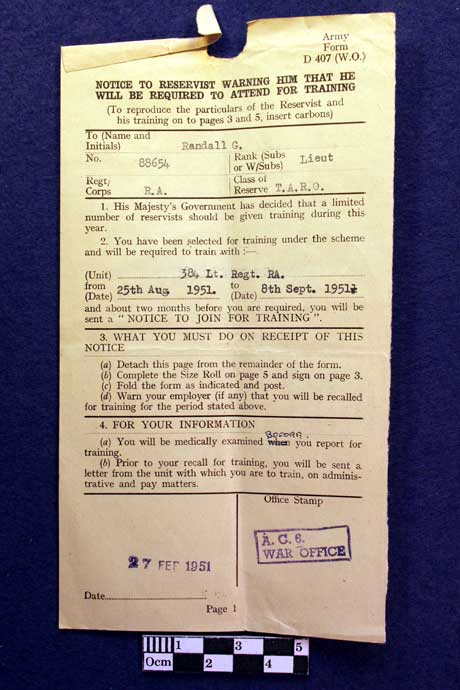 Army
Form
D 407 (W.O.)
NOTICE TO RESERVIST WARNING HIM THAT HE
WILL BE REQUIRED TO ATTEND FOR TRAINING
(To reproduce the particulars of the Reservist and
his training on to pages 3 and 5, insert carbons)
To (Name and
Initials) Randall G.
No. 88654
Rank (Subs
or W/Subs) Lieut
Regt/
Corps R.A.
Class of
Reserve T.A.R.O.
1. His Majesty's Government has decided that a limited
number of reservists should be given training during this
year.
2. You have been selected for training under the scheme
and will be required to train with :—
(Unit) 384 Lt. Regt. RA.
from
(Date) 25th Aug 1951. to
(Date) 8th Sept. 1951
and about two months before you are required, you will be
sent a " NOTICE TO JOIN FOR TRAINING ".
3. WHAT YOU MUST DO ON RECEIPT OF THIS
NOTICE
(a) Detach this page from the remainder of the form.
(b) Complete the Size Roll on page 5 and sign on page 3.
(c) Fold the form as indicated and post.
(d) Warn your employer (if any) that you will be recalled
for training for the period stated above.
4. FOR YOUR INFORMATION
BEFORE
(a) You will be medically examined when you report for
training.
(b) Prior to your recall for training, you will be sent a
letter from the unit with which you are to train, on admini-
strative and pay matters.
Office Stamp
A.G. 6.
WAR OFFICE
27 FEB 1951
Date
Page 1
0cm 1 2 3 4 5